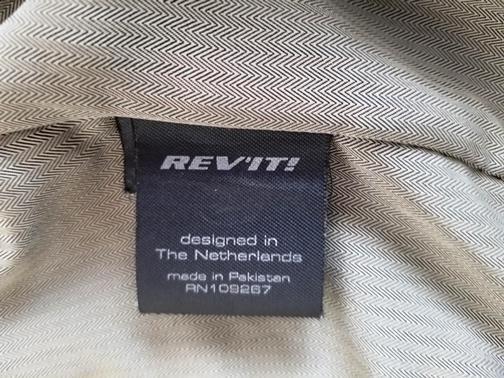 REV'IT!
designed in
The Netherlands
made in Pakistan
RN109267